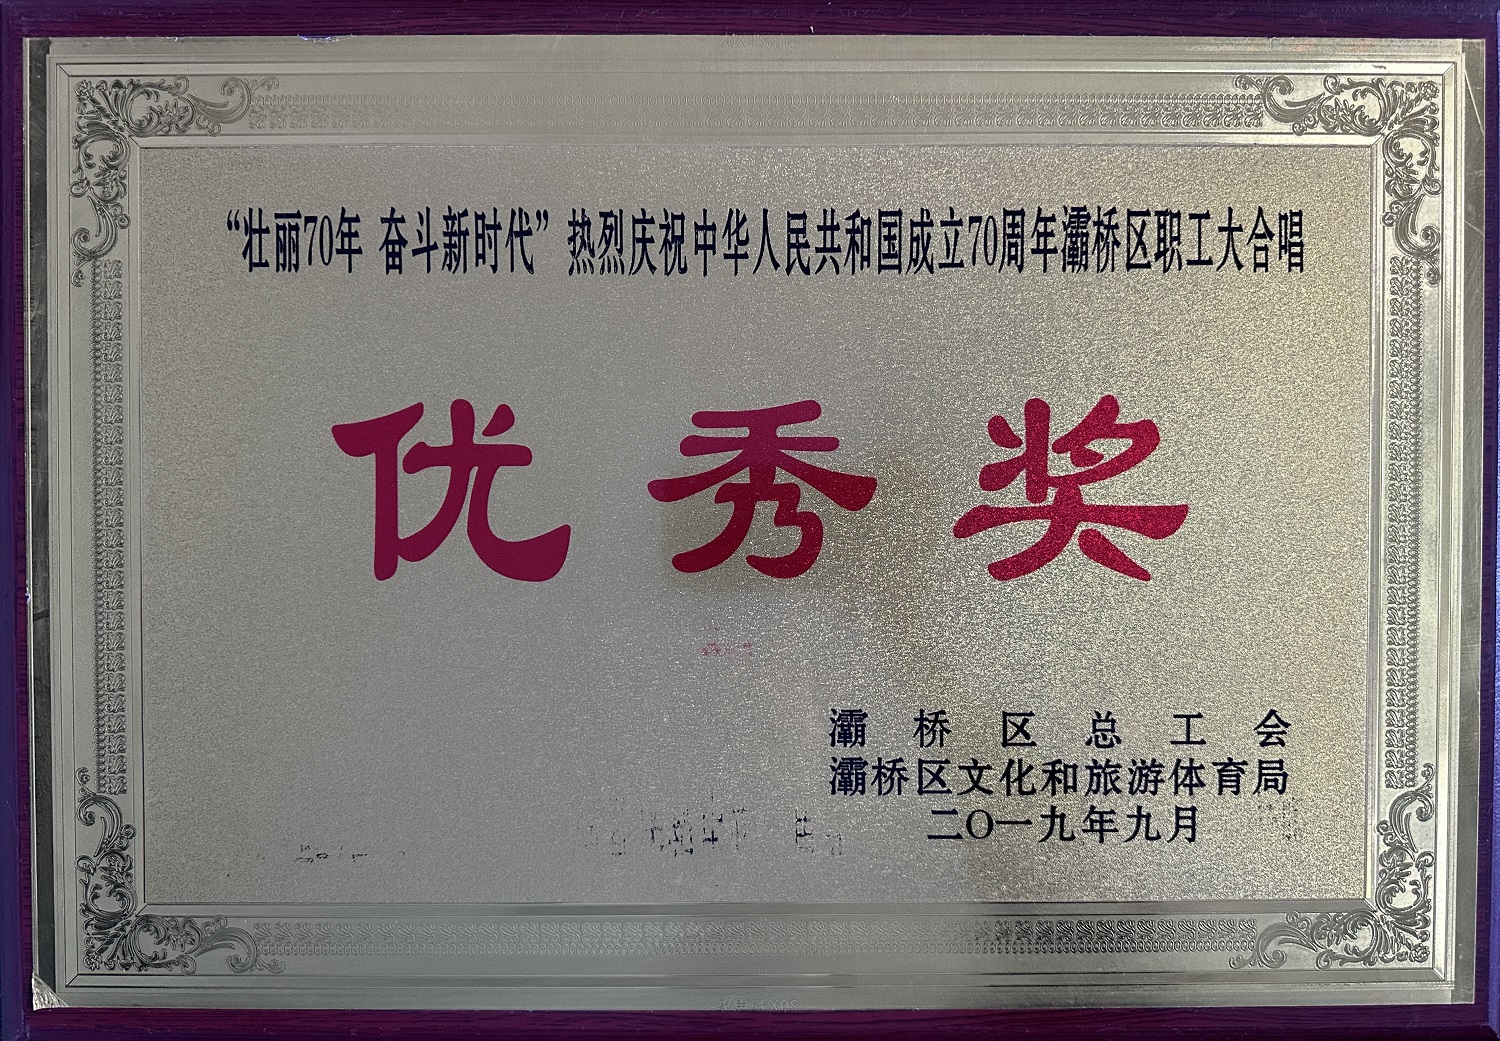 “壮丽70年 奋斗新时代”热烈庆祝中华人民共和国成立70周年灞桥区职工大合唱
优秀奖
灞桥区总工会
灞桥区文化和旅游体育局
二〇一九年九月